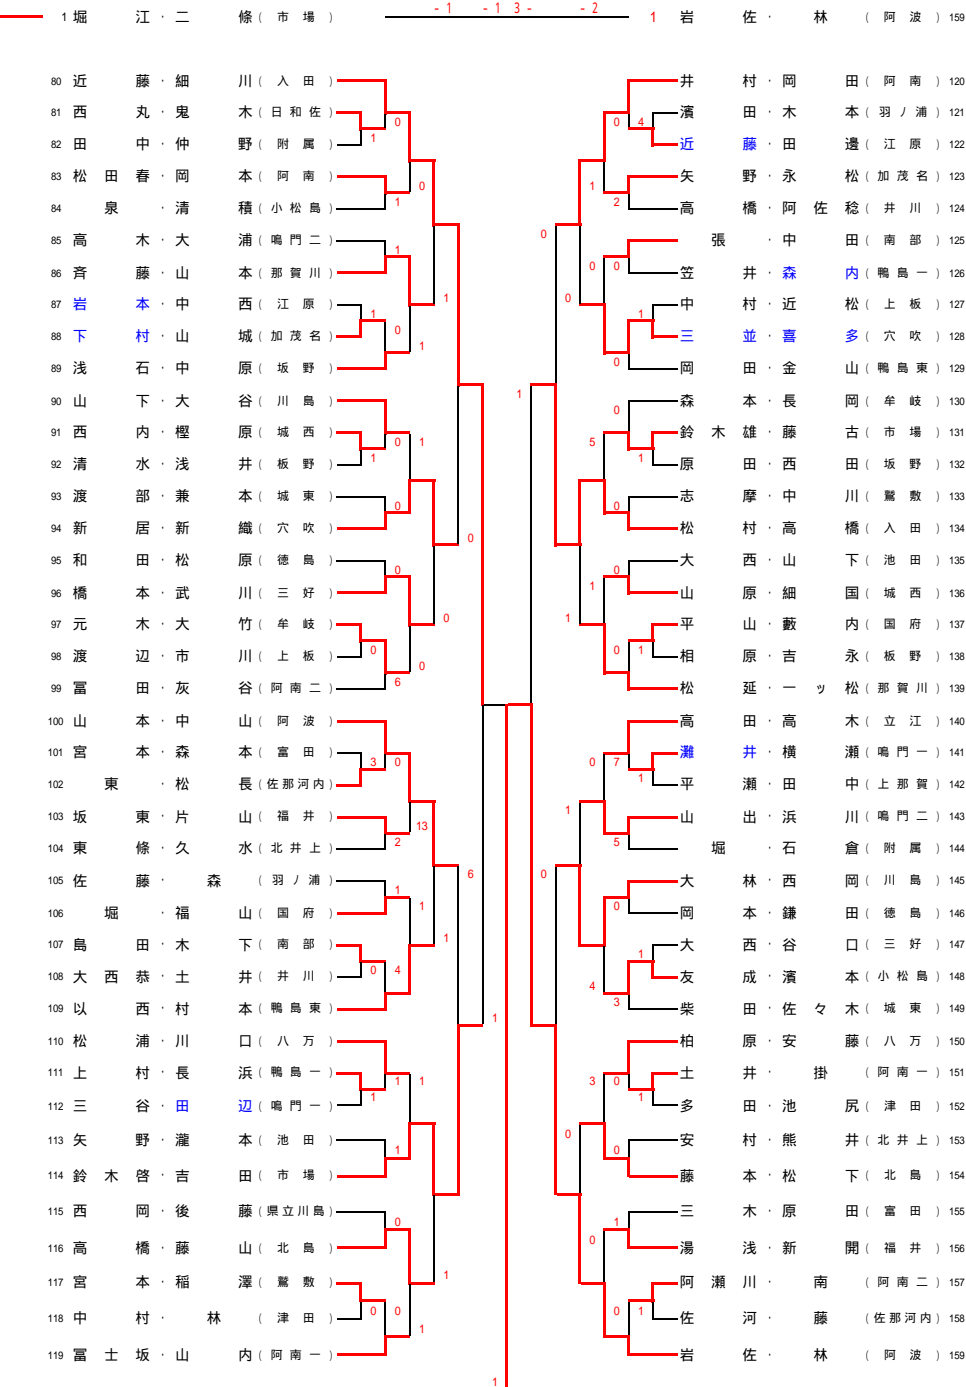 1 堀江・二條（市場） -1 -1 3- -2 1 岩佐・林（阿波）159
80 近藤・細川（入田）
81 西丸・鬼木（日和佐）
82 田中・仲野（附属）
83 松田春・岡本（阿南）
84 泉・清積（小松島）
85 高木・大浦（鳴門二）
86 斉藤・山本（那賀川）
87 岩本・中西（江原）
88 下村・山城（加茂名）
89 浅石・中原（坂野）
90 山下・大谷（川島）
91 西内・樫原（城西）
92 清水・浅井（板野）
93 渡部・兼本（城東）
94 新居・新織（穴吹）
95 和田・松原（徳島）
96 橋本・武川（三好）
97 元木・大竹（牟岐）
98 渡辺・市川（上板）
99 冨田・灰谷（阿南二）
100 山本・中山（阿波）
101 宮本・森本（富田）
102 東・松長（佐那河内）
103 坂東・片山（福井）
104 東條・久水（北井上）
105 佐藤・森（羽ノ浦）
106 堀・福山（国府）
107 島田・木下（南部）
108 大西恭・土井（井川）
109 以西・村本（鴨島東）
110 松浦・川口（八万）
111 上村・長浜（鴨島一）
112 三谷・田辺（鳴門一）
113 矢野・瀧本（池田）
114 鈴木啓・吉田（市場）
115 西岡・後藤（県立川島）
116 高橋・藤山（北島）
117 宮本・稲澤（鷲敷）
118 中村・林（津田）
119 冨士坂・山内（阿南一）
井村・岡田（阿南）120
濱田・木本（羽ノ浦）121
近藤・田邊（江原）122
矢野・永松（加茂名）123
高橋・阿佐稔（井川）124
張・中田（南部）125
笠井・森内（鴨島一）126
中村・近松（上板）127
三並・喜多（穴吹）128
岡田・金山（鴨島東）129
森本・長岡（牟岐）130
鈴木雄・藤古（市場）131
原田・西田（坂野）132
志摩・中川（鷲敷）133
松村・高橋（入田）134
大西・山下（池田）135
山原・細国（城西）136
平山・藪内（国府）137
相原・吉永（板野）138
松延・一ッ松（那賀川）139
高田・高木（立江）140
灘井・横瀬（鳴門一）141
平瀬・田中（上那賀）142
山出・浜川（鳴門二）143
堀・石倉（附属）144
大林・西岡（川島）145
岡本・鎌田（徳島）146
大西・谷口（三好）147
友成・濱本（小松島）148
柴田・佐々木（城東）149
柏原・安藤（八万）150
土井・掛（阿南一）151
多田・池尻（津田）152
安村・熊井（北井上）153
藤本・松下（北島）154
三木・原田（富田）155
湯浅・新開（福井）156
阿瀬川・南（阿南二）157
佐河・藤（佐那河内）158
岩佐・林（阿波）159
1